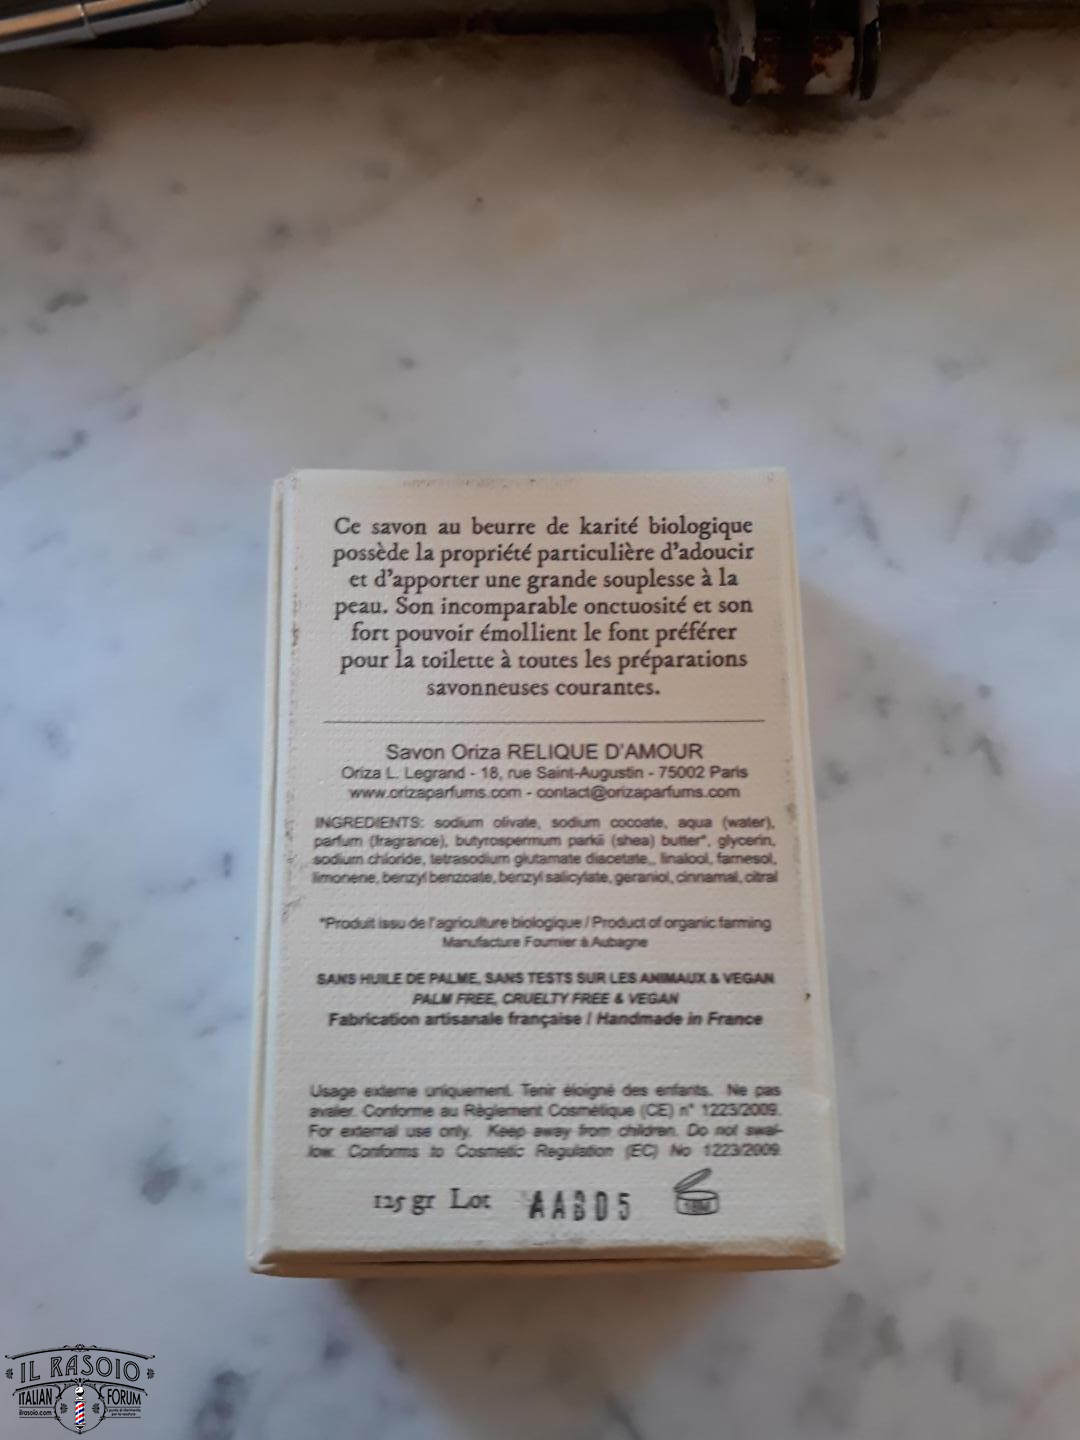 Ce savon au beurre de karité biologique
possède la propriété particulière d'adoucir
et d'apporter une grande souplesse à la
peau. Son incomparable onctuosité et son
fort pouvoir émollient le font préférer
pour la toilette à toutes les préparations
savonneuses courantes.
Savon Oriza RELIQUE D'AMOUR
Oriza L. Legrand - 18, rue Saint-Augustin - 75002 Paris
www.orizaparfums.com - contact@orizaparfums.com
INGREDIENTS: sodium olivate, sodium cocoate, aqua (water),
parfum (fragrance), butyrospermum parkii (shea) butter*, glycerin,
sodium chloride, tetrasodium glutamate diacetate,, linalool, farnesol,
limonene, benzyl benzoate, benzyl salicylate, geraniol, cinnamal, citral
*Produit issu de l'agriculture biologique / Product of organic farming
Manufacture Fournier à Aubagne
SANS HUILE DE PALME, SANS TESTS SUR LES ANIMAUX & VEGAN
PALM FREE, CRUELTY FREE & VEGAN
Fabrication artisanale française / Handmade in France
Usage externe uniquement. Tenir éloigné des enfants. Ne pas
avaler. Conforme au Règlement Cosmétique (CE) n° 1223/2009.
For external use only. Keep away from children. Do not swal-
low. Conforms to Cosmetic Regulation (EC) No 1223/2009.
125 gr Lot
18M
IL RASOIO
ITALIAN FORUM
ilrasoio.com